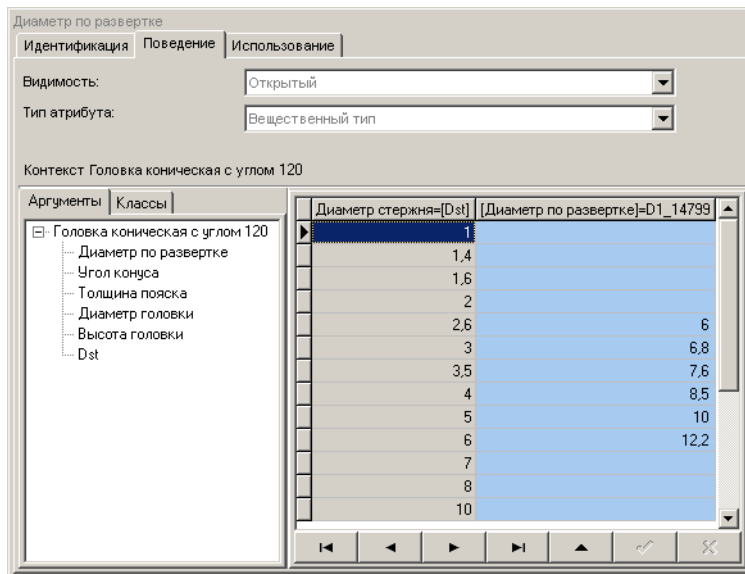 Диаметр по развертке
Идентификация Поведение Использование
Видимость: Открытый
Тип атрибута: Вещественный тип
Контекст Головка коническая с углом 120
Аргументы Классы
Головка коническая с углом 120
Диаметр по развертке
Угол конуса
Толщина пояска
Диаметр головки
Высота головки
Dst
Диаметр стержня=[Dst] [Диаметр по развертке]=D1_14799
1
1,4
1,6
2
2,6 6
3 6,8
3,5 7,6
4 8,5
5 10
6 12,2
7
8
10